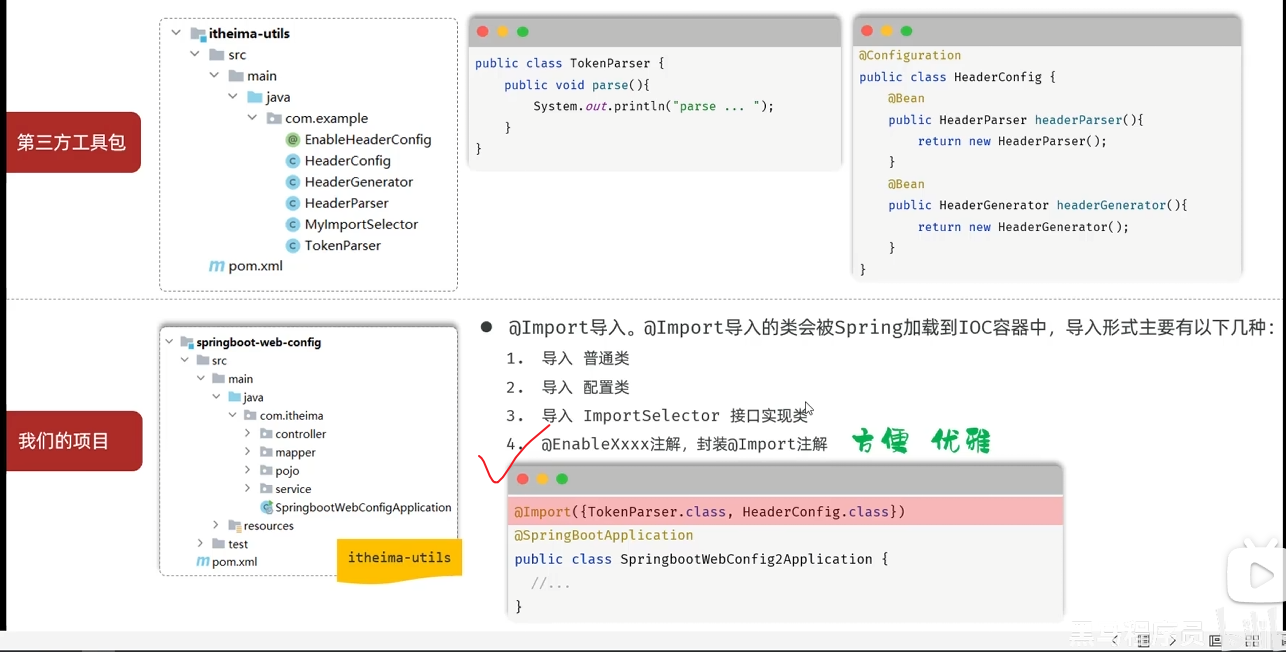 第三方工具包
itheima-utils
src
main
java
com.example
EnableHeaderConfig
HeaderConfig
HeaderGenerator
HeaderParser
MyImportSelector
TokenParser
pom.xml
public class TokenParser {
public void parse(){
System.out.println("parse ... ");
}
}
@Configuration
public class HeaderConfig {
@Bean
public HeaderParser headerParser(){
return new HeaderParser();
}
@Bean
public HeaderGenerator headerGenerator(){
return new HeaderGenerator();
}
}
我们的项目
springboot-web-config
src
main
java
com.itheima
controller
mapper
pojo
service
SpringbootWebConfigApplication
resources
test
pom.xml
itheima-utils
● @Import导入。@Import导入的类会被Spring加载到IOC容器中，导入形式主要有以下几种：
1. 导入 普通类
2. 导入 配置类
3. 导入 ImportSelector 接口实现类
4. @EnableXxxx注解，封装@Import注解 方便 优雅
@Import({TokenParser.class, HeaderConfig.class})
@SpringBootApplication
public class SpringbootWebConfig2Application {
//...
}
黑马程序员